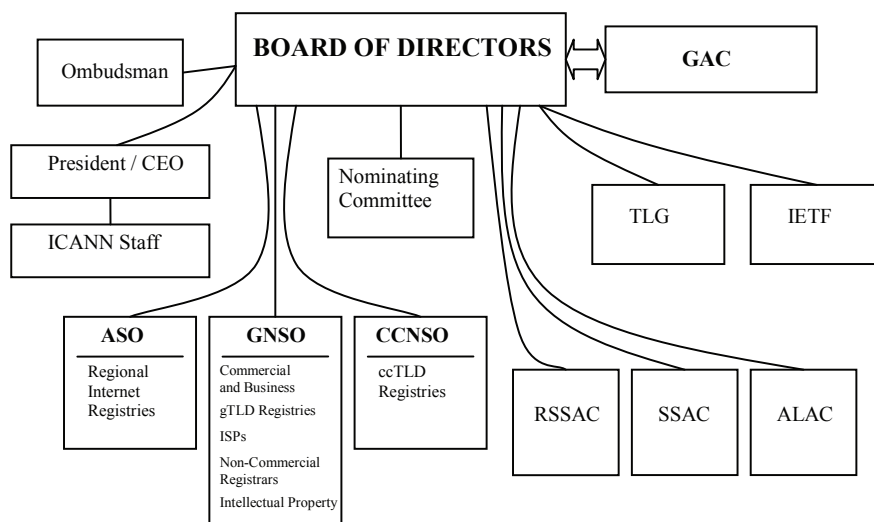 BOARD OF DIRECTORS
GAC
Ombudsman
President / CEO
Nominating
Committee
TLG
IETF
ICANN Staff
ASO
Regional
Internet
Registries
GNSO
Commercial
and Business
gTLD Registries
ISPs
Non-Commercial
Registrars
Intellectual Property
CCNSO
ccTLD
Registries
RSSAC
SSAC
ALAC